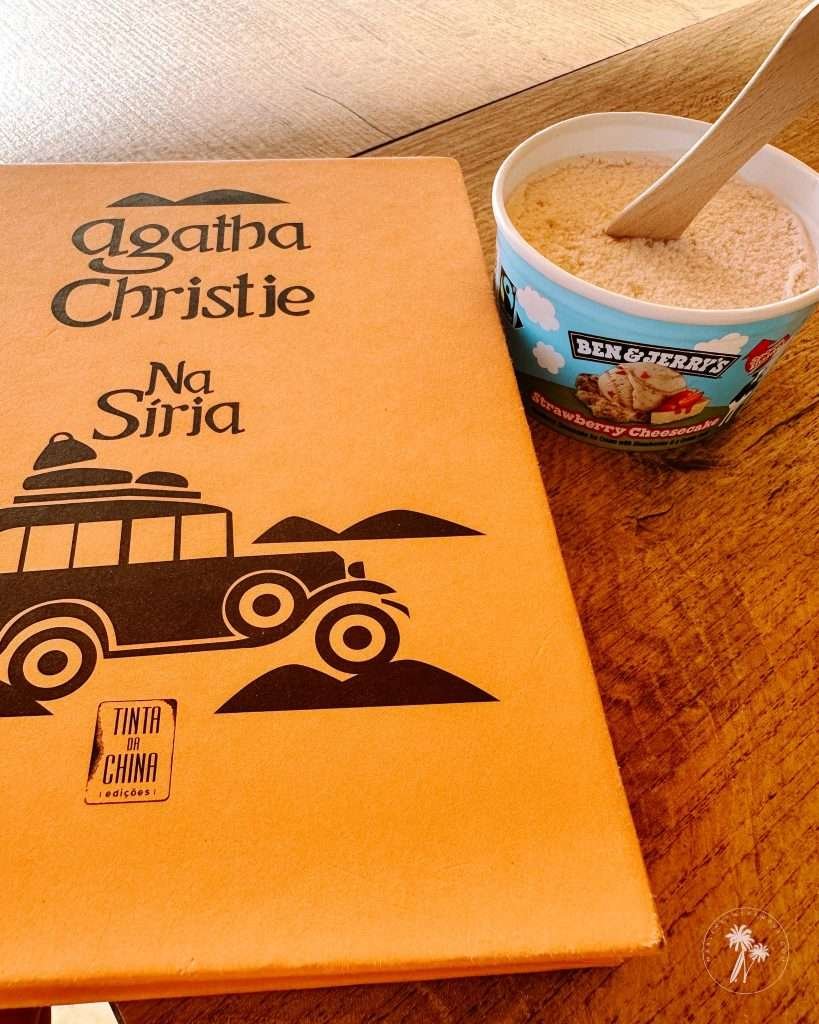 agatha
Christie
Na
Síria
TINTA
DA
CHINA
edições
BEN & JERRY'S
Strawberry Cheesecake